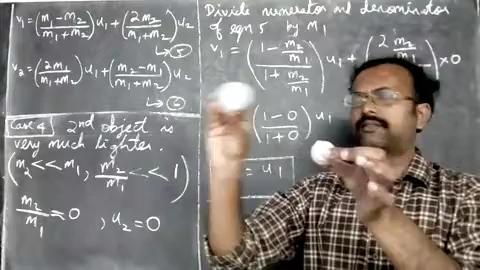 v₁ = (m₁ − m₂ / m₁ + m₂) u₁ + (2m₂ / m₁ + m₂) u₂
→ 5
v₂ = (2m₁ / m₁ + m₂) u₁ + (m₂ − m₁ / m₁ + m₂) u₂
→ 6
Case 4) 2nd object is
very much lighter.
(m₂ << m₁ , m₂/m₁ << 1)
m₂/m₁ ≈ 0 , u₂ = 0
Divide numerator and denominator
of eqn 5 by m₁
v₁ = (1 − m₂/m₁ / 1 + m₂/m₁) u₁ + (2 m₂/m₁ ) × 0
(1 − 0 / 1 + 0) u₁
= u₁